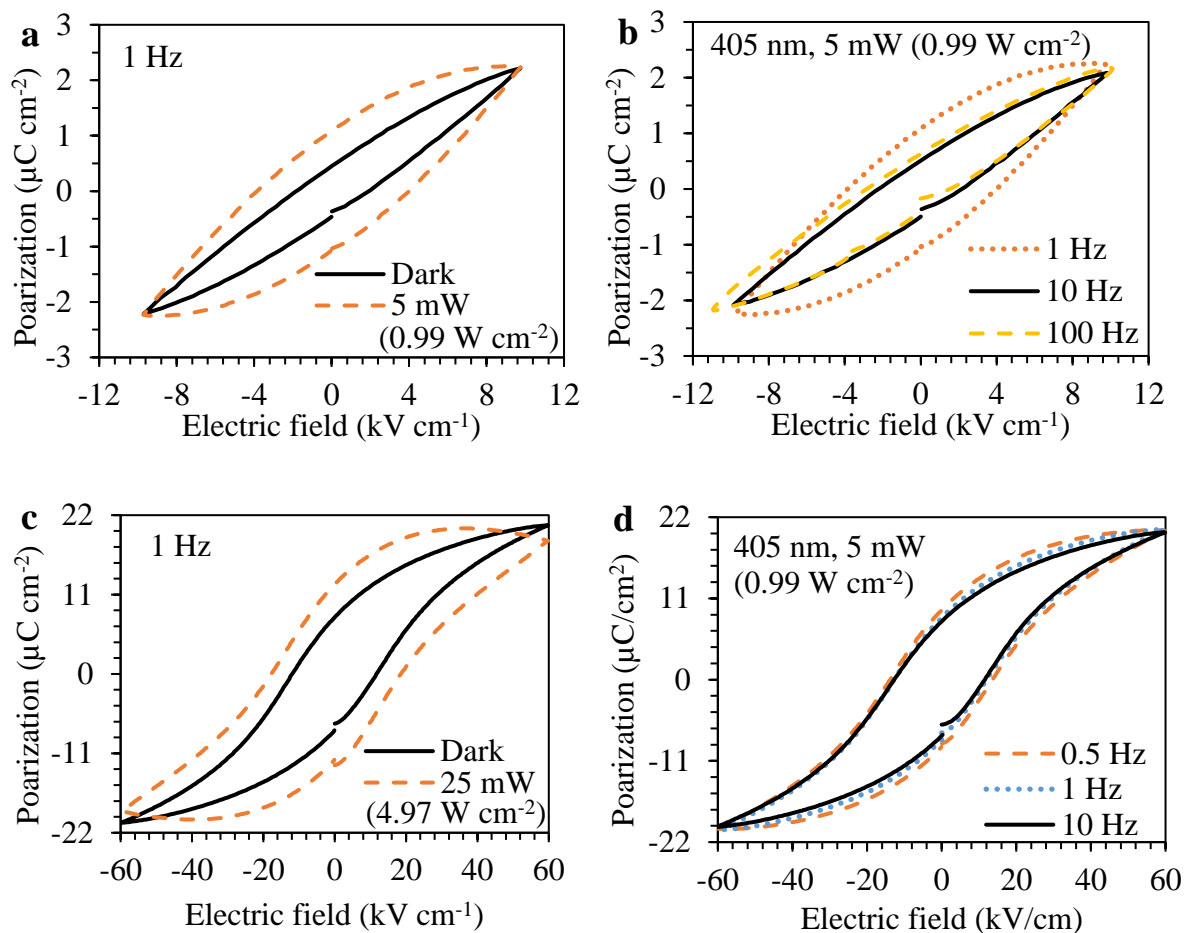 a
1 Hz
Poarization (µC cm-2)
3
2
1
0
-1
-2
-3
Dark
5 mW
(0.99 W cm-2)
-12 -8 -4 0 4 8 12
Electric field (kV cm-1)
b
405 nm, 5 mW (0.99 W cm-2)
Poarization (µC cm-2)
3
2
1
0
-1
-2
-3
1 Hz
10 Hz
100 Hz
-12 -8 -4 0 4 8 12
Electric field (kV cm-1)
c
1 Hz
Poarization (µC cm-2)
22
11
0
-11
-22
Dark
25 mW
(4.97 W cm-2)
-60 -40 -20 0 20 40 60
Electric field (kV cm-1)
d
405 nm, 5 mW
(0.99 W cm-2)
Poarization (µC/cm2)
22
11
0
-11
-22
0.5 Hz
1 Hz
10 Hz
-60 -40 -20 0 20 40 60
Electric field (kV/cm)